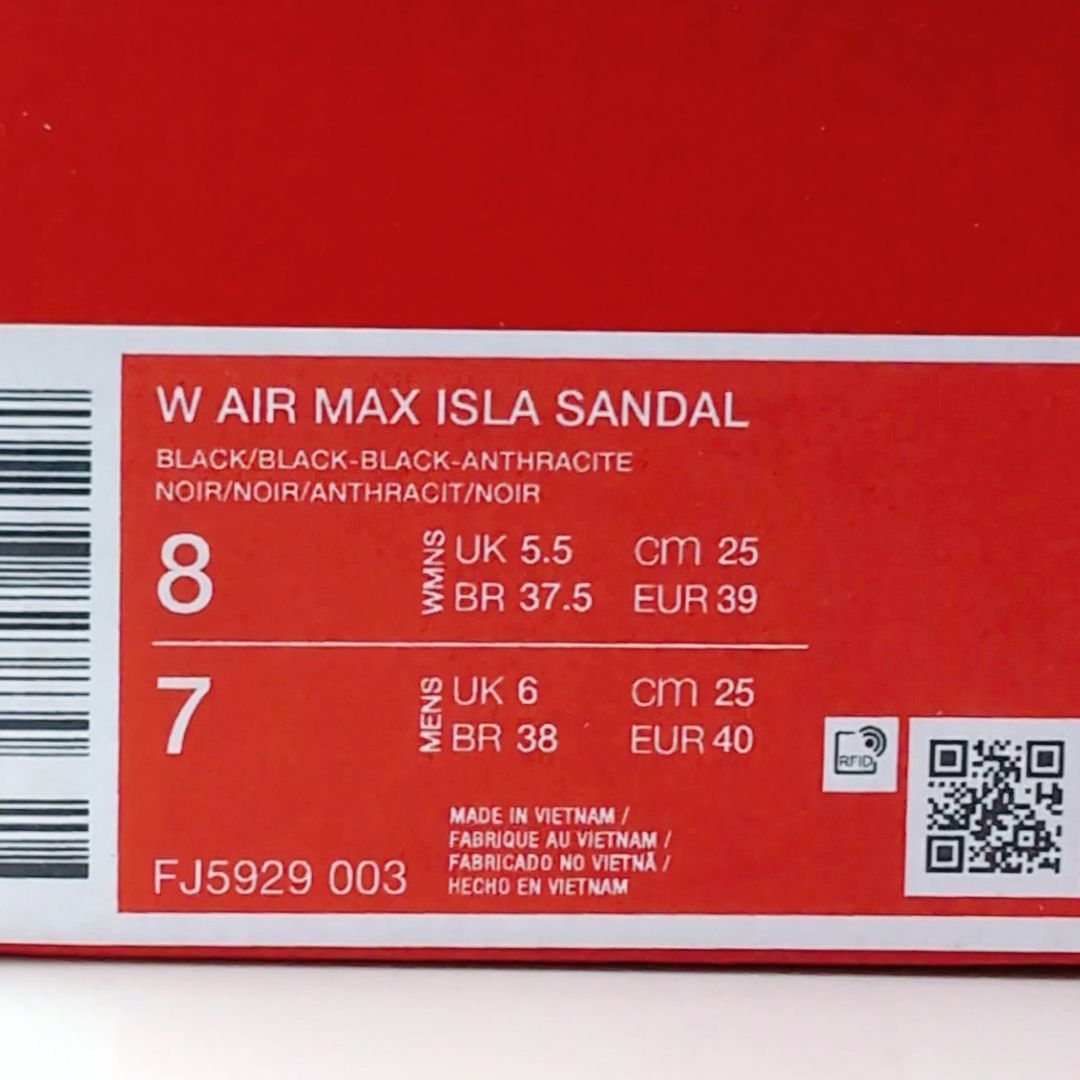 W AIR MAX ISLA SANDAL
BLACK/BLACK-BLACK-ANTHRACITE
NOIR/NOIR/ANTHRACIT/NOIR
8 WMNS UK 5.5 cm 25
BR 37.5 EUR 39
7 MENS UK 6 cm 25
BR 38 EUR 40
RFID
MADE IN VIETNAM /
FABRIQUE AU VIETNAM /
FABRICADO NO VIETNÃ /
HECHO EN VIETNAM
FJ5929 003